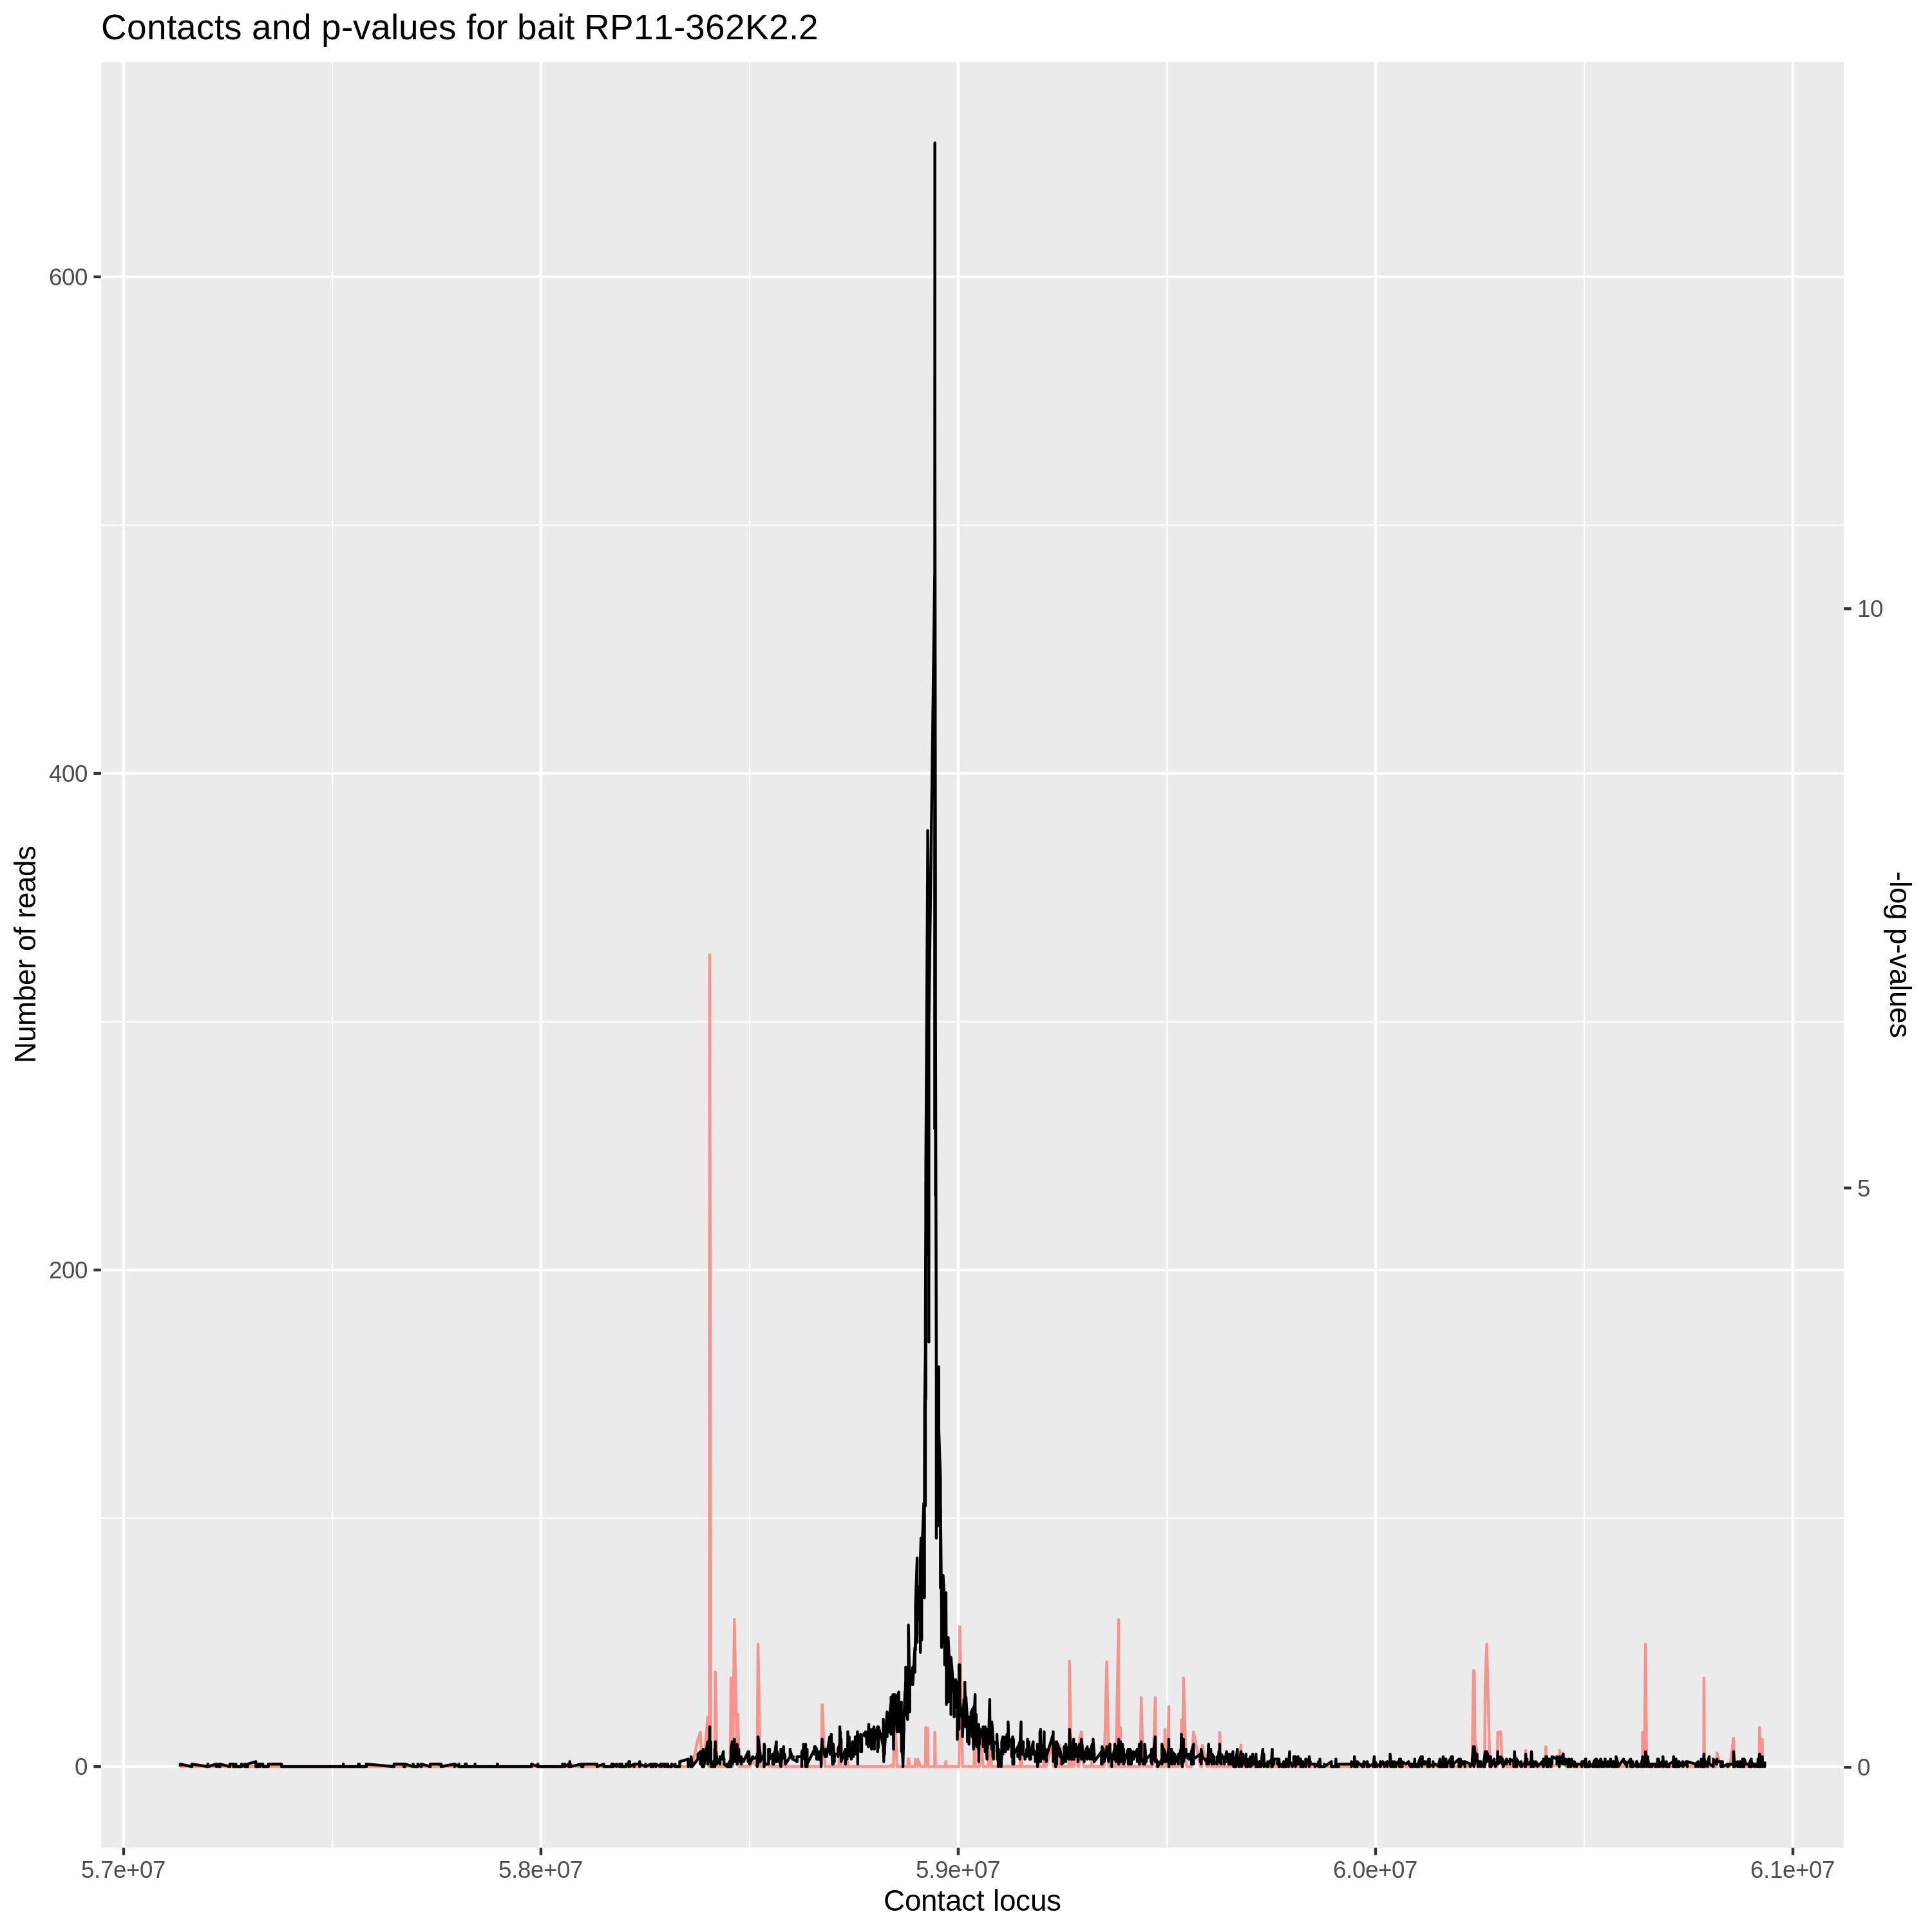 Contacts and p-values for bait RP11-362K2.2
600
400
200
0
Number of reads
10
5
0
-log p-values
5.7e+07
5.8e+07
5.9e+07
6.0e+07
6.1e+07
Contact locus